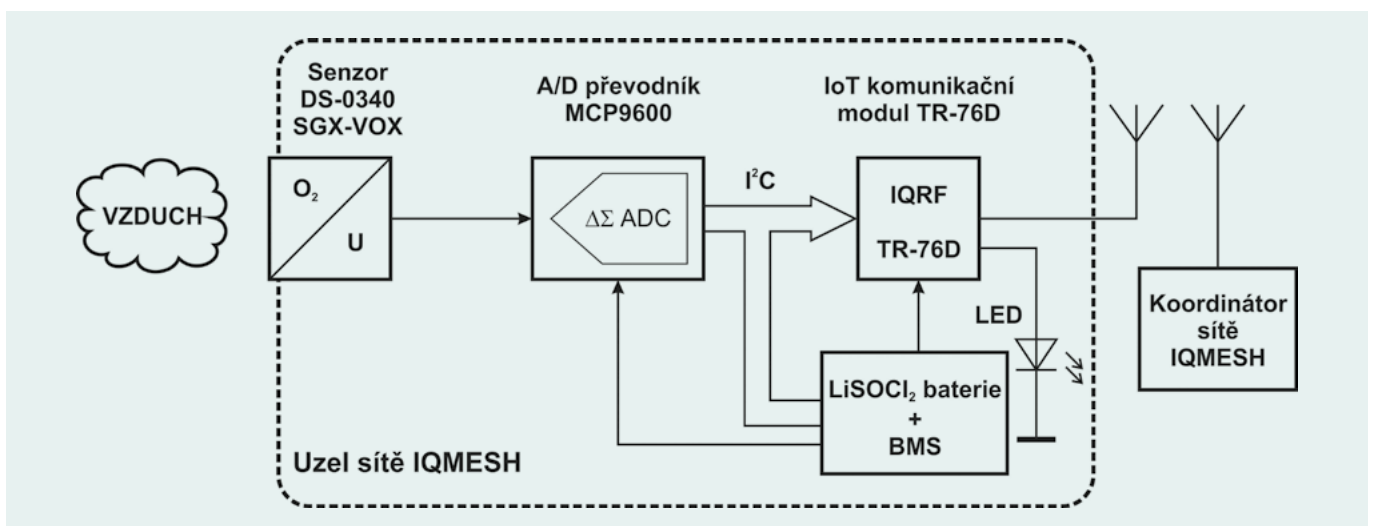 Senzor
DS-0340
SGX-VOX
A/D převodník
MCP9600
IoT komunikační
modul TR-76D
VZDUCH
O₂
U
ΔΣ ADC
I²C
IQRF
TR-76D
LED
LiSOCl₂ baterie
+
BMS
Koordinátor
sítě
IQMESH
Uzel sítě IQMESH